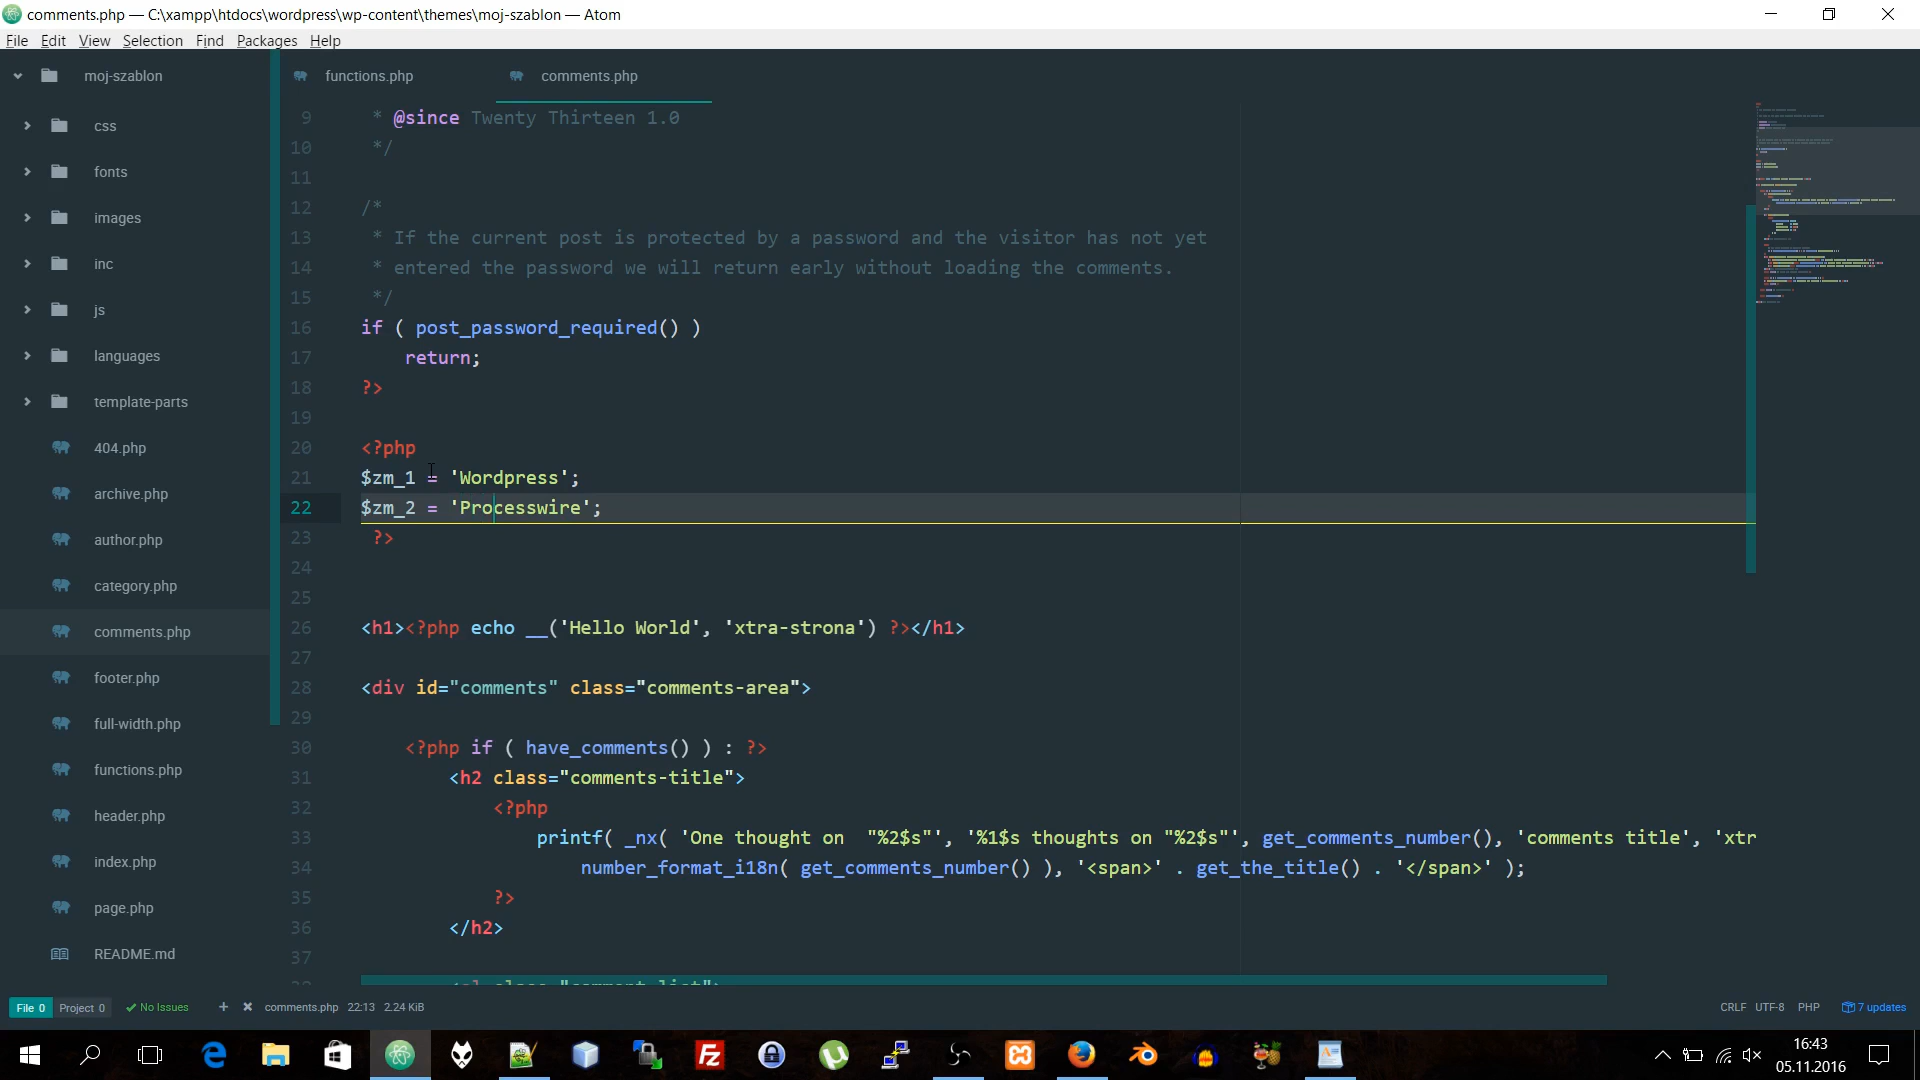 comments.php — C:\xampp\htdocs\wordpress\wp-content\themes\moj-szablon — Atom
File Edit View Selection Find Packages Help
moj-szablon
css
fonts
images
inc
js
languages
template-parts
404.php
archive.php
author.php
category.php
comments.php
footer.php
full-width.php
functions.php
header.php
index.php
page.php
README.md
functions.php comments.php
9 * @since Twenty Thirteen 1.0
10 */
11
12 /*
13 * If the current post is protected by a password and the visitor has not yet
14 * entered the password we will return early without loading the comments.
15 */
16 if ( post_password_required() )
17 return;
18 ?>
19
20 <?php
21 $zm_1 = 'Wordpress';
22 $zm_2 = 'Processwire';
23 ?>
24
25
26 <h1><?php echo __('Hello World', 'xtra-strona') ?></h1>
27
28 <div id="comments" class="comments-area">
29
30 <?php if ( have_comments() ) : ?>
31 <h2 class="comments-title">
32 <?php
33 printf( _nx( 'One thought on  "%2$s"', '%1$s thoughts on "%2$s"', get_comments_number(), 'comments title', 'xtr
34 number_format_i18n( get_comments_number() ), '<span>' . get_the_title() . '</span>' );
35 ?>
36 </h2>
37
File 0 Project 0 No Issues + × comments.php 22:13 2.24 KiB CRLF UTF-8 PHP 7 updates
16:43
05.11.2016